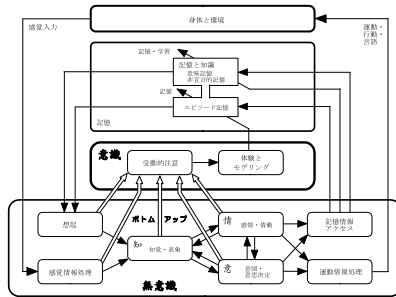 身体と環境
感覚入力
運動・
行動・
言語
記憶・学習
記憶と知識
意味記憶
非宣言的記憶
記憶
エピソード記憶
記憶
意識
受動的注意
体験と
モデリング
想起
ボトム アップ
情
感情・情動
記憶情報
アクセス
知
知覚・表象
感覚情報処理
意
意図・
意思決定
運動情報処理
無意識